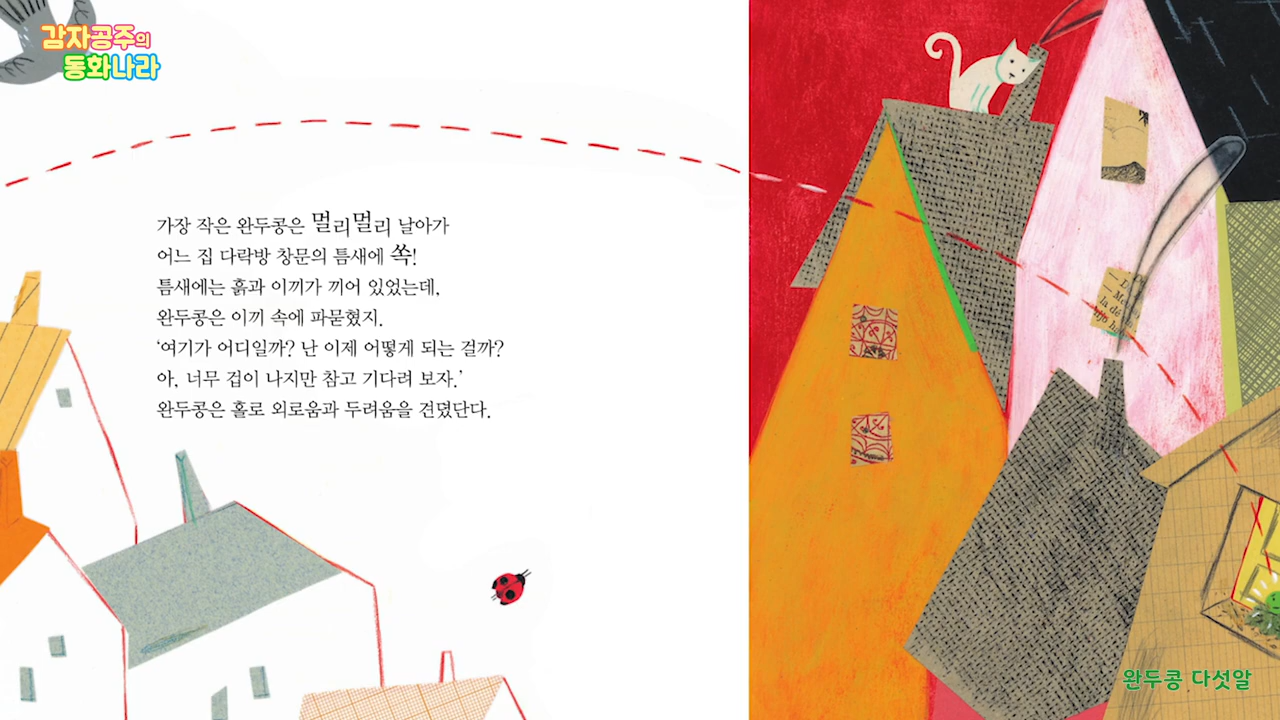 감자공주의
동화나라
가장 작은 완두콩은 멀리멀리 날아가
어느 집 다락방 창문의 틈새에 쏙!
틈새에는 흙과 이끼가 끼어 있었는데,
완두콩은 이끼 속에 파묻혔지.
‘여기가 어디일까? 난 이제 어떻게 되는 걸까?
아, 너무 겁이 나지만 참고 기다려 보자.’
완두콩은 홀로 외로움과 두려움을 견뎠단다.
la dé
완두콩 다섯알